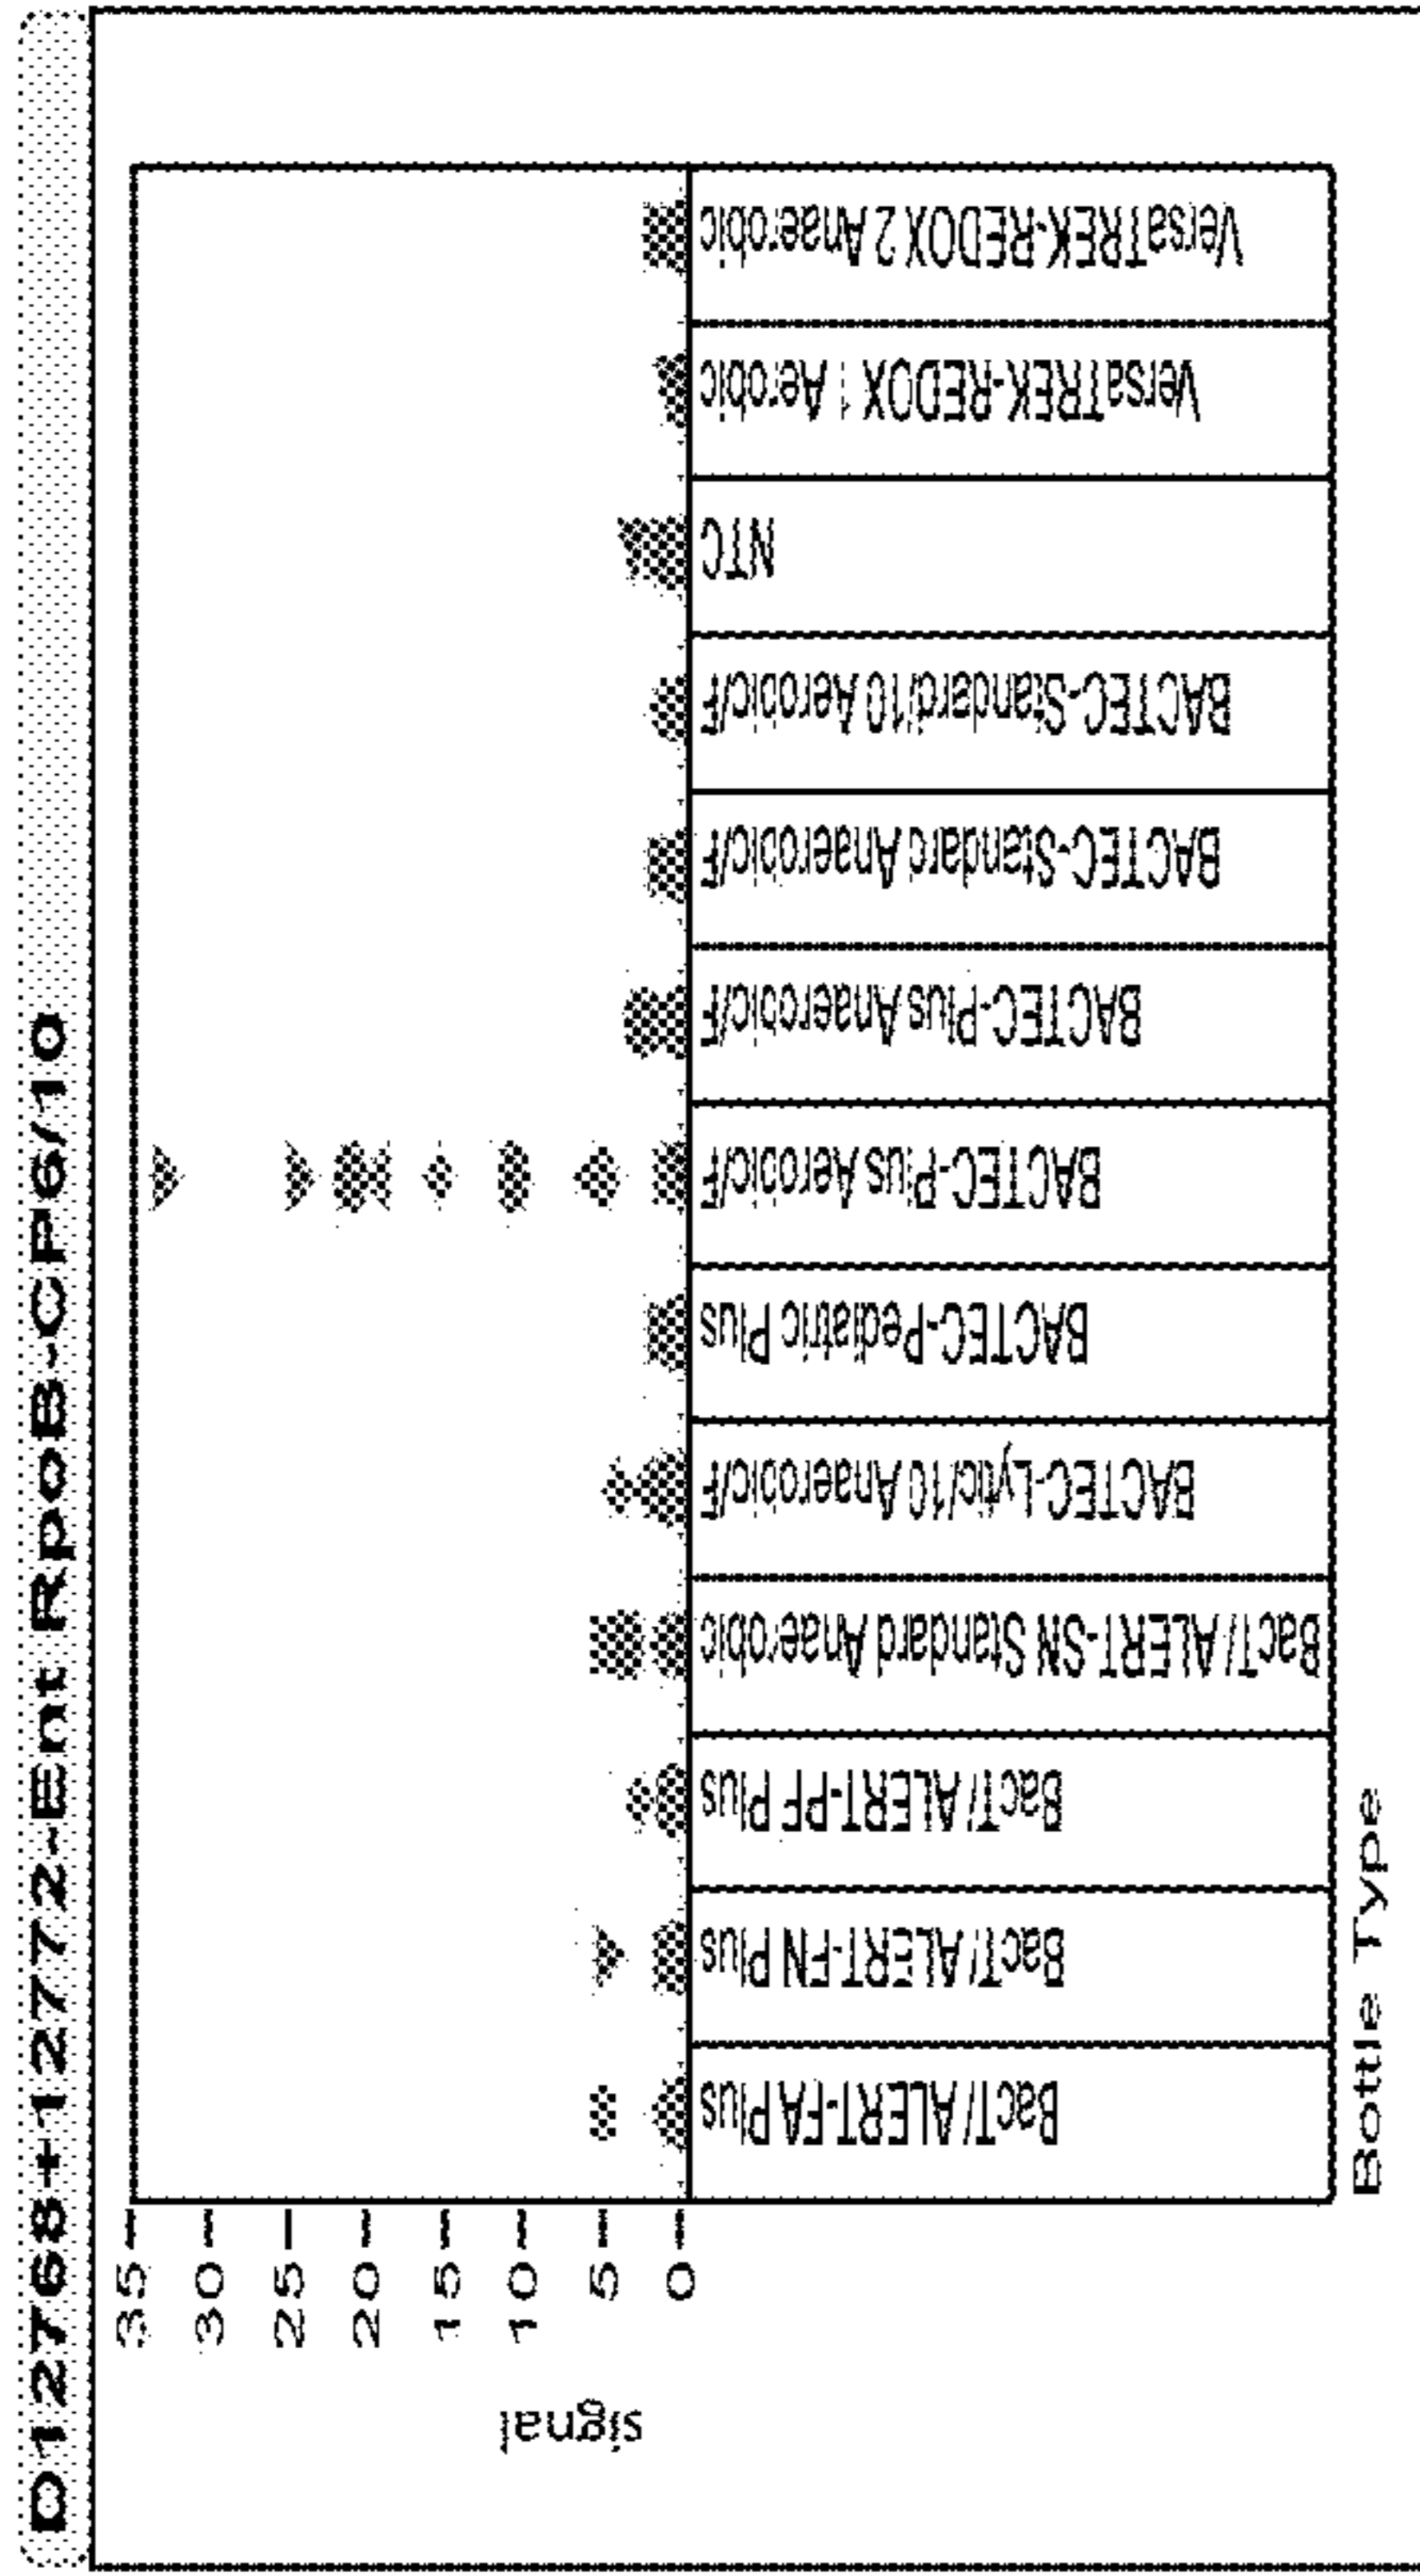 D12768+12772-Ent RpoB-CP6/10
signal
35
30
25
20
15
10
5
0
BacT/ALERT-FA Plus
BacT/ALERT-FN Plus
BacT/ALERT-PF Plus
BacT/ALERT-SN Standard Anaerobic
BACTEC-Lytic/10 Anaerobic/F
BACTEC-Pediatric Plus
BACTEC-Plus Aerobic/F
BACTEC-Plus Anaerobic/F
BACTEC-Standard Anaerobic/F
BACTEC-Standard/10 Aerobic/F
NTC
VersaTREK-REDOX 1 Aerobic
VersaTREK-REDOX 2 Anaerobic
Bottle Type